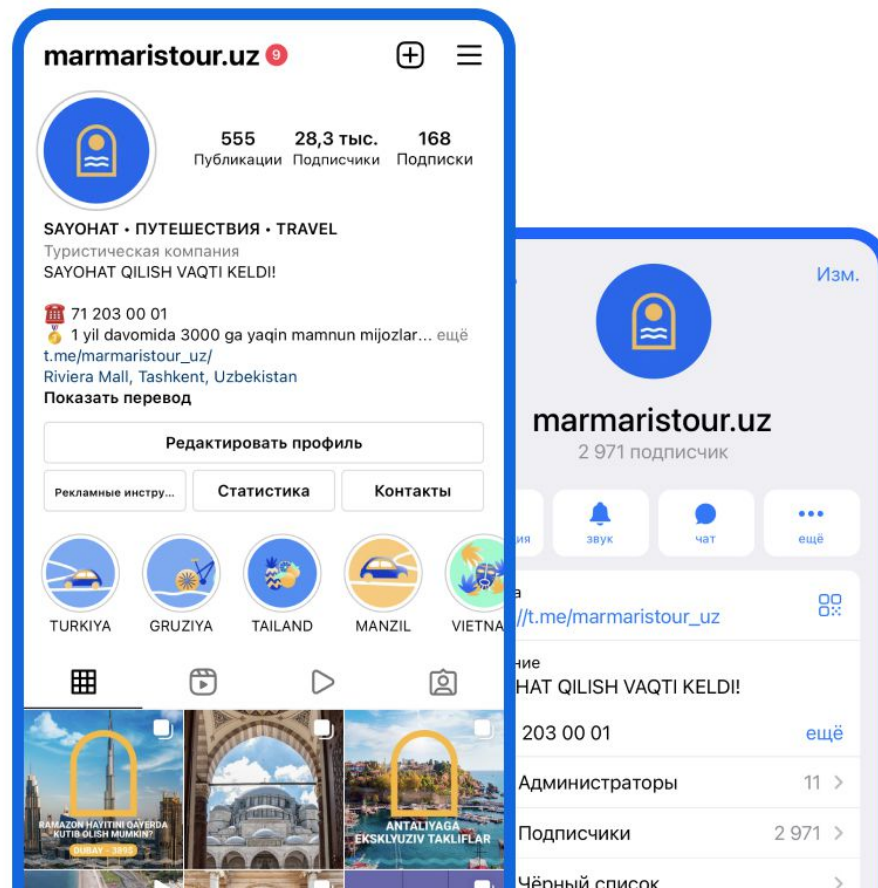 marmaristour.uz 9
555 28,3 тыс. 168
Публикации Подписчики Подписки
SAYOHAT • ПУТЕШЕСТВИЯ • TRAVEL
Туристическая компания
SAYOHAT QILISH VAQTI KELDI!
71 203 00 01
1 yil davomida 3000 ga yaqin mamnun mijozlar... ещё
t.me/marmaristour_uz/
Riviera Mall, Tashkent, Uzbekistan
Показать перевод
Редактировать профиль
Рекламные инстру... Статистика Контакты
TURKIYA GRUZIYA TAILAND MANZIL VIETNA
RAMAZON HAYITINI QAYERDA
KUTIB OLISH MUMKIN?
DUBAY - 389$
ANTALIYAGA
EKSKLYUZIV TAKLIFLAR
Изм.
marmaristour.uz
2 971 подписчик
ия звук чат ещё
а
//t.me/marmaristour_uz
ние
HAT QILISH VAQTI KELDI!
203 00 01 ещё
Администраторы 11
Подписчики 2 971
Чёрный список